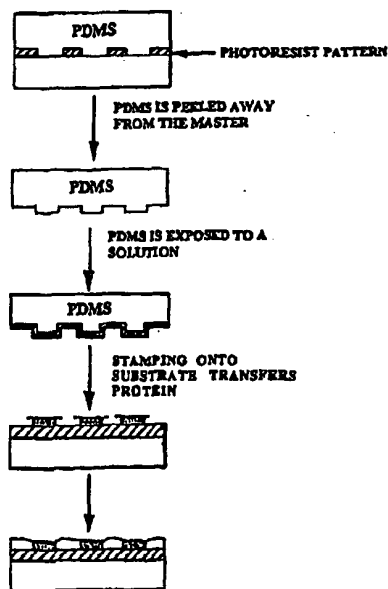 PDMS
PHOTORESIST PATTERN
PDMS IS PEELED AWAY
FROM THE MASTER
PDMS
PDMS IS EXPOSED TO A
SOLUTION
PDMS
STAMPING ONTO
SUBSTRATE TRANSFERS
PROTEIN